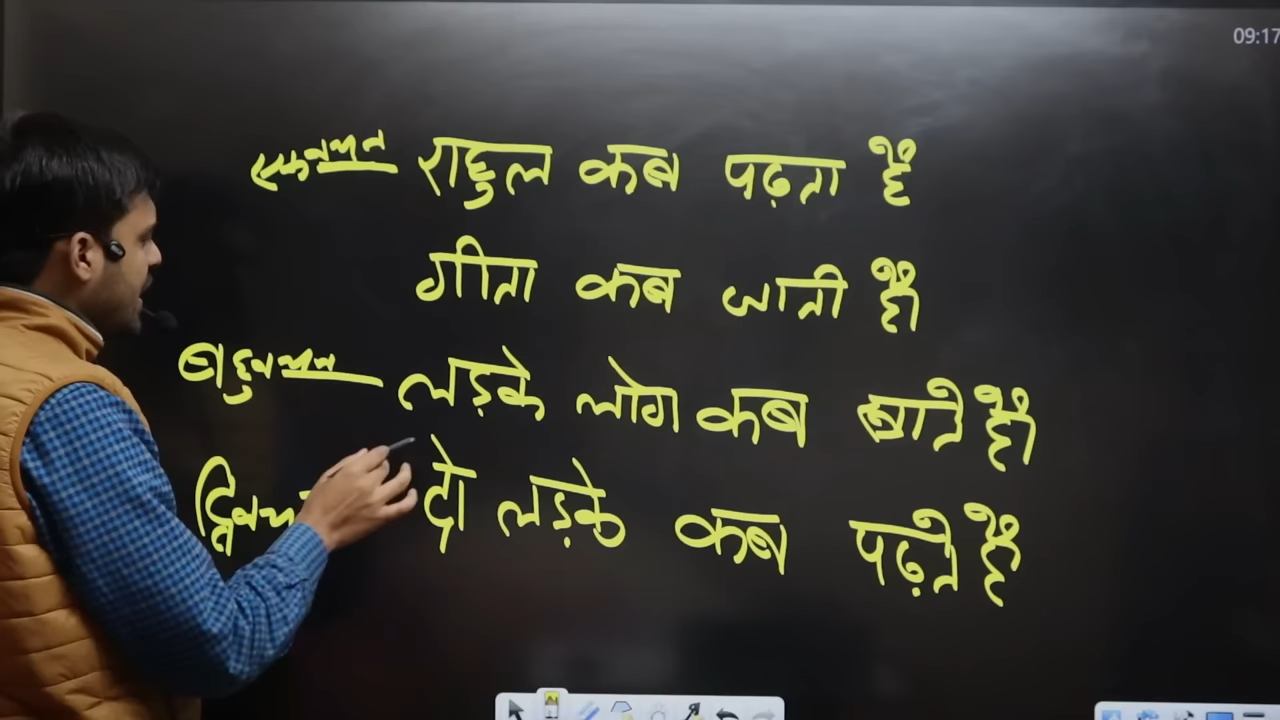 09:17
एकवचन राहुल कब पढ़ता है
गीता कब जाती है
बहुवचन लड़के लोग कब खाते हैं
दो लड़के कब पढ़ते हैं